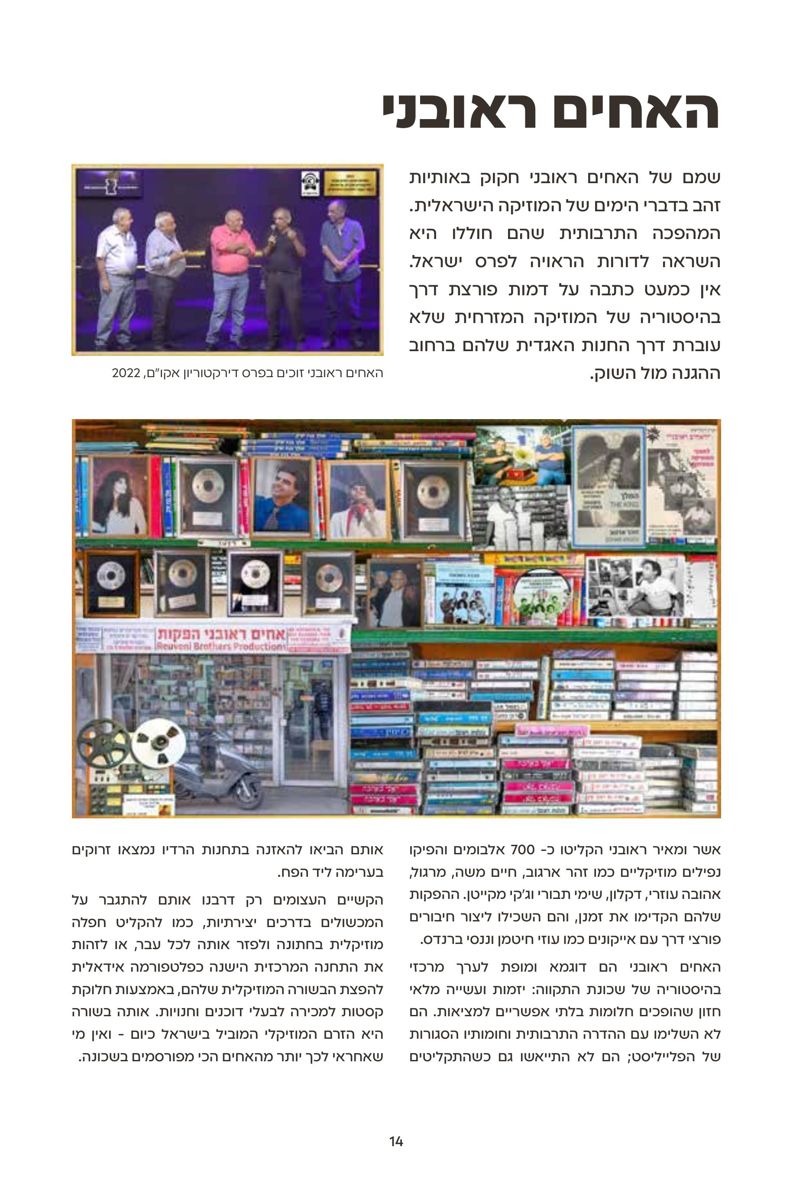 האחים ראובני
שמם של האחים ראובני חקוק באותיות
זהב בדברי הימים של המוזיקה הישראלית.
המהפכה התרבותית שהם חוללו היא
השראה לדורות הראויה לפרס ישראל.
אין כמעט כתבה על דמות פורצת דרך
בהיסטוריה של המוזיקה המזרחית שלא
עוברת דרך החנות האגדית שלהם ברחוב
ההגנה מול השוק.
האחים ראובני זוכים בפרס דירקטוריון אקו"ם, 2022
המלך
THE KING
אחים ראובני הפקות
Reuveni Brothers Productions
אשר ומאיר ראובני הקליטו כ- 700 אלבומים והפיקו
נפילים מוזיקליים כמו זהר ארגוב, חיים משה, מרגול,
אהובה עוזרי, דקלון, שימי תבורי וג'קי מקייטן. ההפקות
שלהם הקדימו את זמנן, והם השכילו ליצור חיבורים
פורצי דרך עם אייקונים כמו עוזי חיטמן וננסי ברנדס.
האחים ראובני הם דוגמא ומופת לערך מרכזי
בהיסטוריה של שכונת התקווה: יזמות ועשייה מלאי
חזון שהופכים חלומות בלתי אפשריים למציאות. הם
לא השלימו עם ההדרה התרבותית וחומותיו הסגורות
של הפלייליסט; הם לא התייאשו גם כשהתקליטים
אותם הביאו להאזנה בתחנות הרדיו נמצאו זרוקים
בערימה ליד הפח.
הקשיים העצומים רק דרבנו אותם להתגבר על
המכשולים בדרכים יצירתיות, כמו להקליט חפלה
מוזיקלית בחתונה ולפזר אותה לכל עבר, או לזהות
את התחנה המרכזית הישנה כפלטפורמה אידאלית
להפצת הבשורה המוזיקלית שלהם, באמצעות חלוקת
קסטות למכירה לבעלי דוכנים וחנויות. אותה בשורה
היא הזרם המוזיקלי המוביל בישראל כיום - ואין מי
שאחראי לכך יותר מהאחים הכי מפורסמים בשכונה.
14